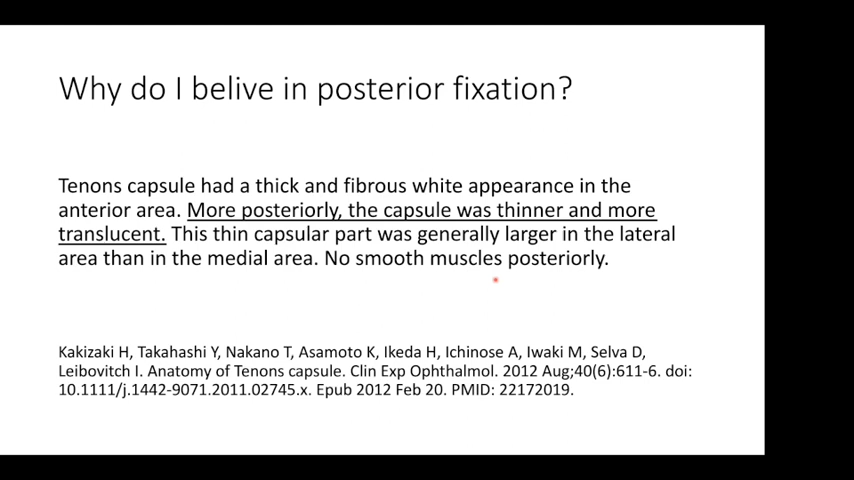 Why do I belive in posterior fixation?
Tenons capsule had a thick and fibrous white appearance in the
anterior area. More posteriorly, the capsule was thinner and more
translucent. This thin capsular part was generally larger in the lateral
area than in the medial area. No smooth muscles posteriorly.
Kakizaki H, Takahashi Y, Nakano T, Asamoto K, Ikeda H, Ichinose A, Iwaki M, Selva D,
Leibovitch I. Anatomy of Tenons capsule. Clin Exp Ophthalmol. 2012 Aug;40(6):611-6. doi:
10.1111/j.1442-9071.2011.02745.x. Epub 2012 Feb 20. PMID: 22172019.